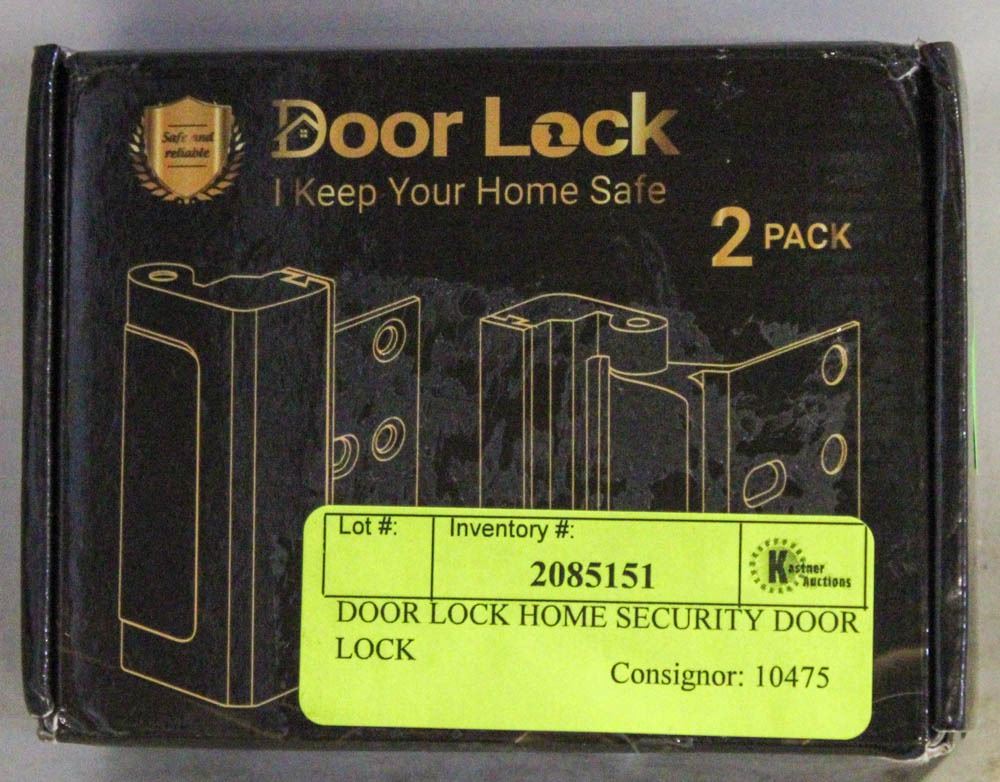 Safe and
reliable
Door Lock
I Keep Your Home Safe
2 PACK
Lot #:
Inventory #:
2085151
Kastner
Auctions
DOOR LOCK HOME SECURITY DOOR
LOCK
Consignor: 10475